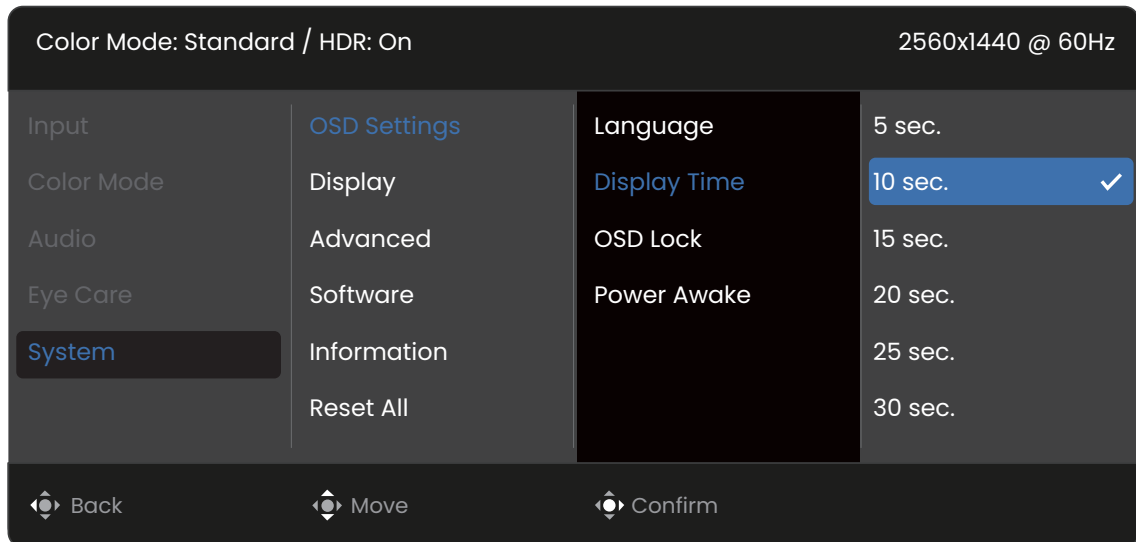 Color Mode: Standard / HDR: On
2560x1440 @ 60Hz
Input
Color Mode
Audio
Eye Care
System
OSD Settings
Display
Advanced
Software
Information
Reset All
Language
Display Time
OSD Lock
Power Awake
5 sec.
10 sec.
15 sec.
20 sec.
25 sec.
30 sec.
Back
Move
Confirm